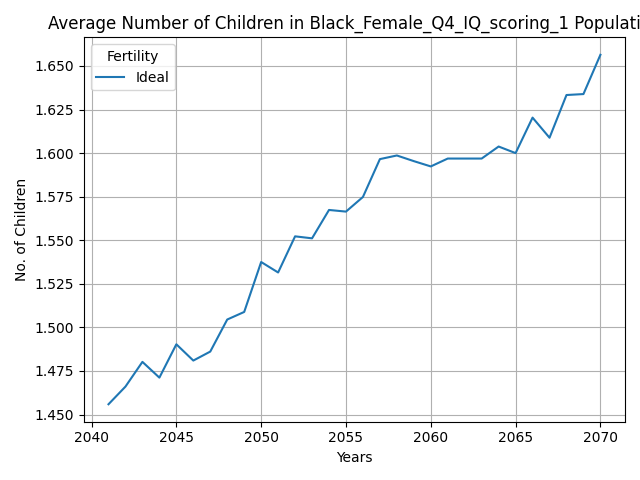 Average Number of Children in Black_Female_Q4_IQ_scoring_1 Populati
Fertility
Ideal
No. of Children
1.650
1.625
1.600
1.575
1.550
1.525
1.500
1.475
1.450
2040 2045 2050 2055 2060 2065 2070
Years